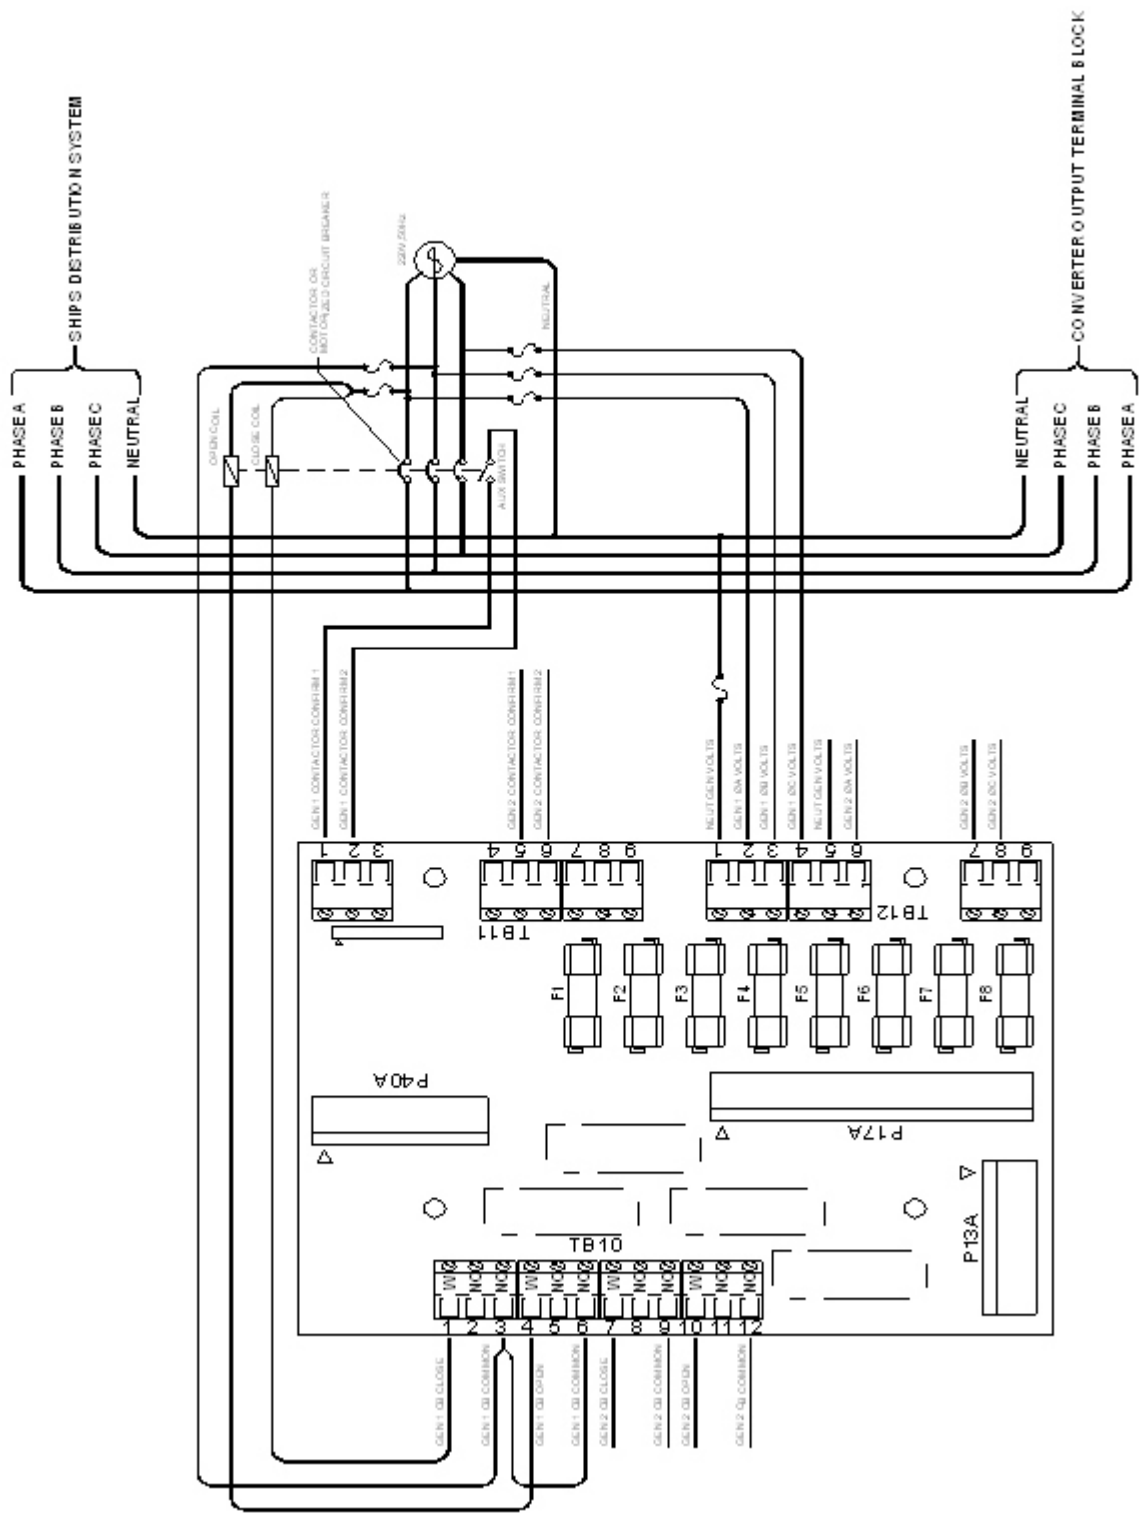 SHIPS DISTRIBUTION SYSTEM
PHASE A
PHASE B
PHASE C
NEUTRAL
CONVERTER OUTPUT TERMINAL BLOCK
NEUTRAL
PHASE C
PHASE B
PHASE A
OPEN COIL
CLOSE COIL
CONTACTOR OR
MOTORIZED CIRCUIT BREAKER
NEUTRAL
AUX SWITCH
GEN 1 CONTACTOR CONFIRM 1
GEN 1 CONTACTOR CONFIRM 2
GEN 2 CONTACTOR CONFIRM 1
GEN 2 CONTACTOR CONFIRM 2
NEUT GEN VOLTS
GEN 1 ØA VOLTS
GEN 1 ØB VOLTS
GEN 1 ØC VOLTS
NEUT GEN VOLTS
GEN 2 ØA VOLTS
GEN 2 ØB VOLTS
GEN 2 ØC VOLTS
1 2 3
4 5 6 7 8 9
1 2 3 4 5 6
7 8 9
TB11
TB12
F1
F2
F3
F4
F5
F6
F7
F8
P40A
P17A
P13A
TB10
W NO NO W NO NO W NO NO W NO NO
1 2 3 4 5 6 7 8 9 10 11 12
GEN 1 CB CLOSE
GEN 1 CB COMMON
GEN 1 CB OPEN
GEN 1 CB COMMON
GEN 2 CB CLOSE
GEN 2 CB COMMON
GEN 2 CB OPEN
GEN 2 CB COMMON